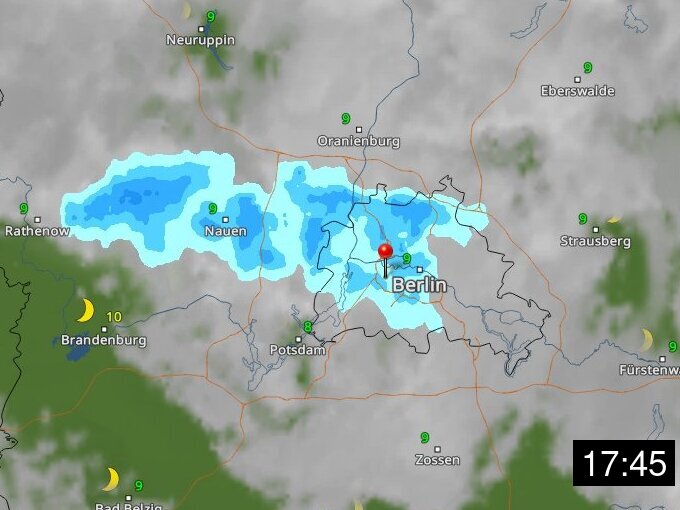 9
Neuruppin
9
Eberswalde
9
Oranienburg
9
Rathenow
9
Nauen
9
Strausberg
9
Berlin
10
Brandenburg
8
Potsdam
9
Fürstenwa
9
Zossen
17:45
9
Bad Belzig